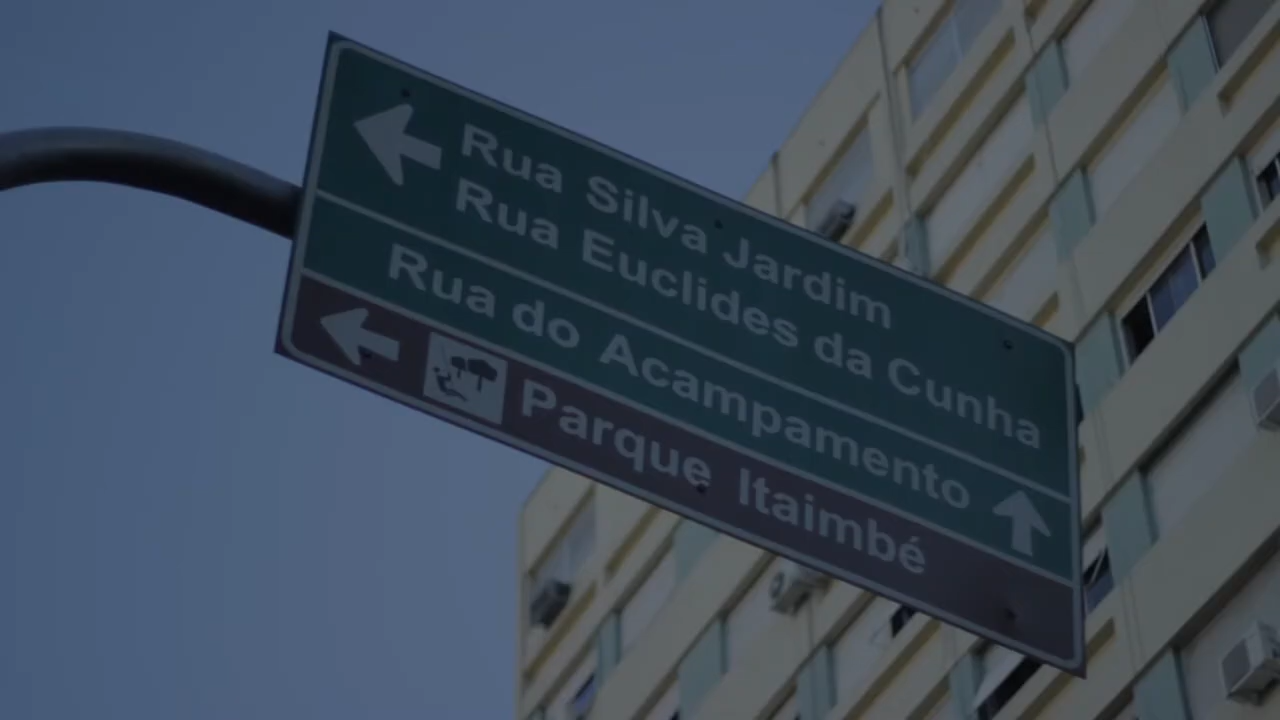 Rua Silva Jardim
Rua Euclides da Cunha
Rua do Acampamento
Parque Itaimbé